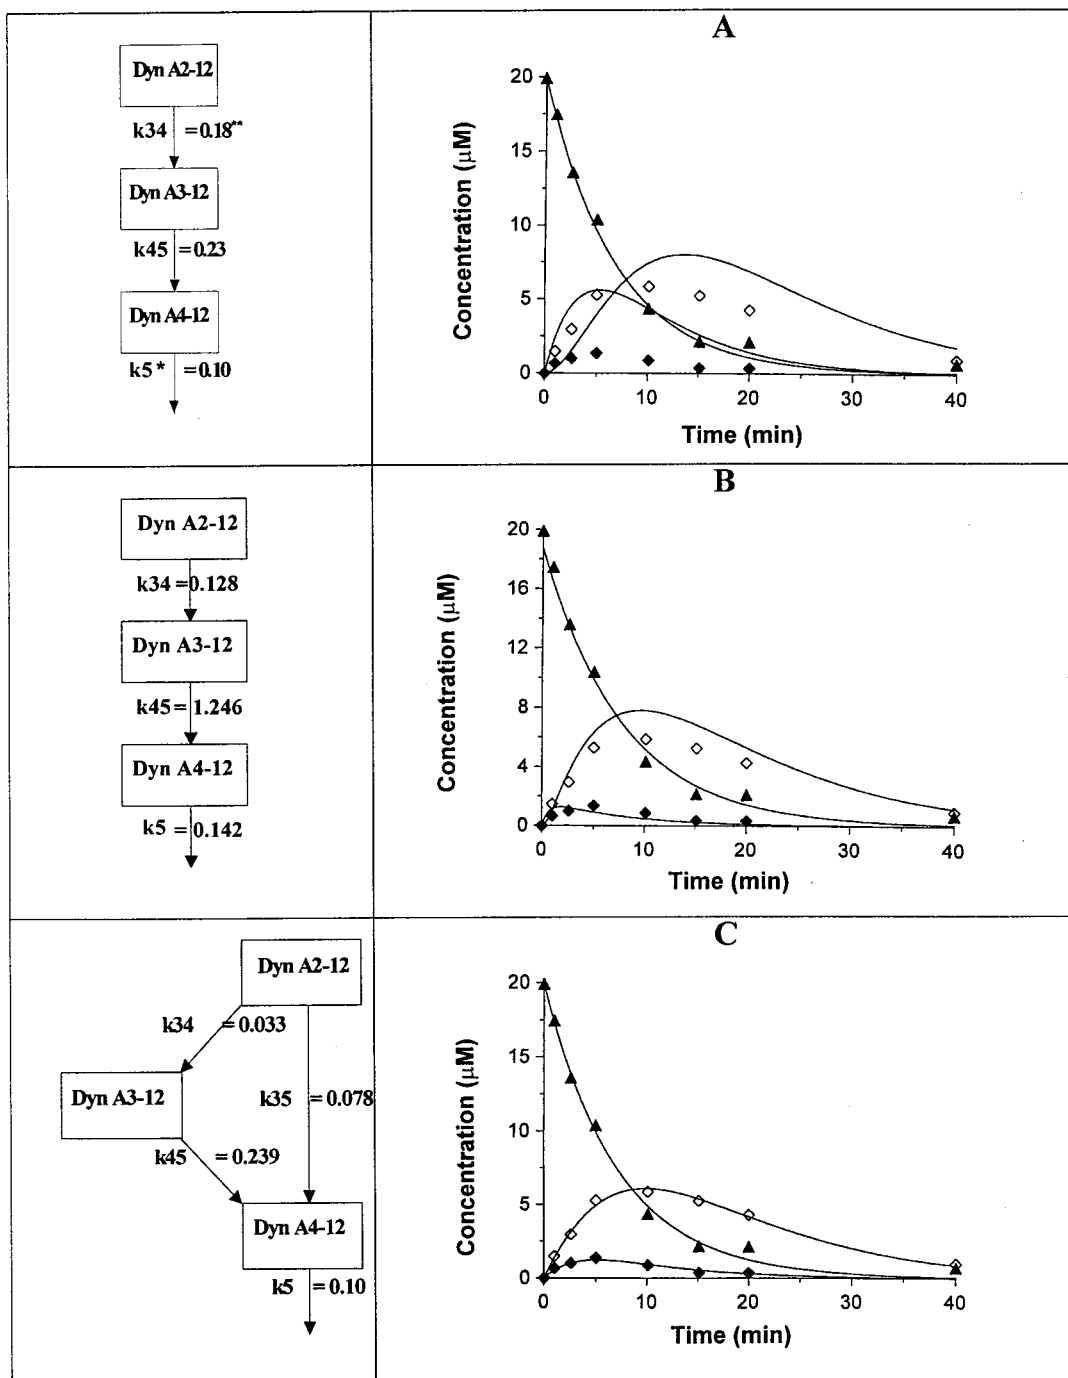 A
Dyn A2-12
k34 =0.18**
Dyn A3-12
k45 =0.23
Dyn A4-12
k5* =0.10
Concentration (µM)
20
15
10
5
0
0 10 20 30 40
Time (min)
B
Dyn A2-12
k34=0.128
Dyn A3-12
k45=1.246
Dyn A4-12
k5 = 0.142
Concentration (µM)
20
16
12
8
4
0
0 10 20 30 40
Time (min)
C
Dyn A2-12
k34 =0.033
Dyn A3-12
k35 =0.078
k45 =0.239
Dyn A4-12
k5 =0.10
Concentration (µM)
20
15
10
5
0
0 10 20 30 40
Time (min)